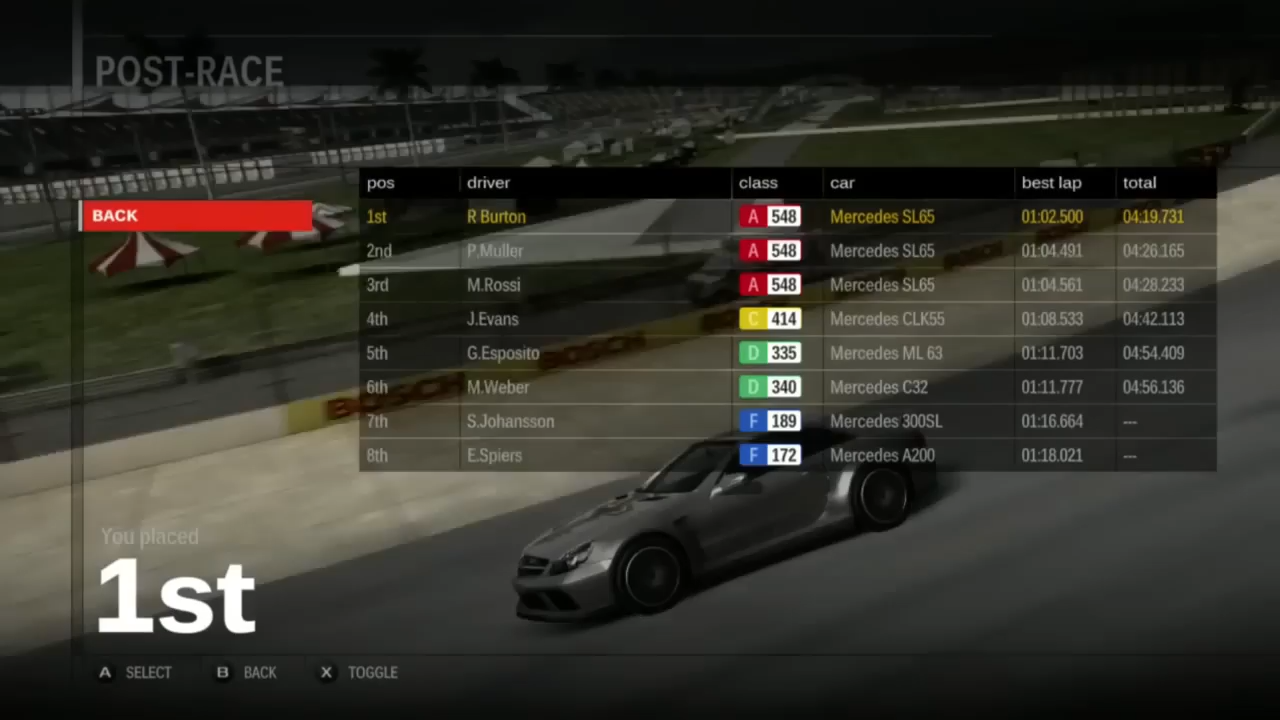 POST-RACE
pos driver class car best lap total
BACK
1st R Burton A 548 Mercedes SL65 01:02.500 04:19.731
2nd P.Muller A 548 Mercedes SL65 01:04.491 04:26.165
3rd M.Rossi A 548 Mercedes SL65 01:04.561 04:28.233
4th J.Evans C 414 Mercedes CLK55 01:08.533 04:42.113
5th G.Esposito D 335 Mercedes ML 63 01:11.703 04:54.409
6th M.Weber D 340 Mercedes C32 01:11.777 04:56.136
7th S.Johansson F 189 Mercedes 300SL 01:16.664 ---
8th E.Spiers F 172 Mercedes A200 01:18.021 ---
BOSCH
BOSCH
You placed
1st
A SELECT B BACK X TOGGLE